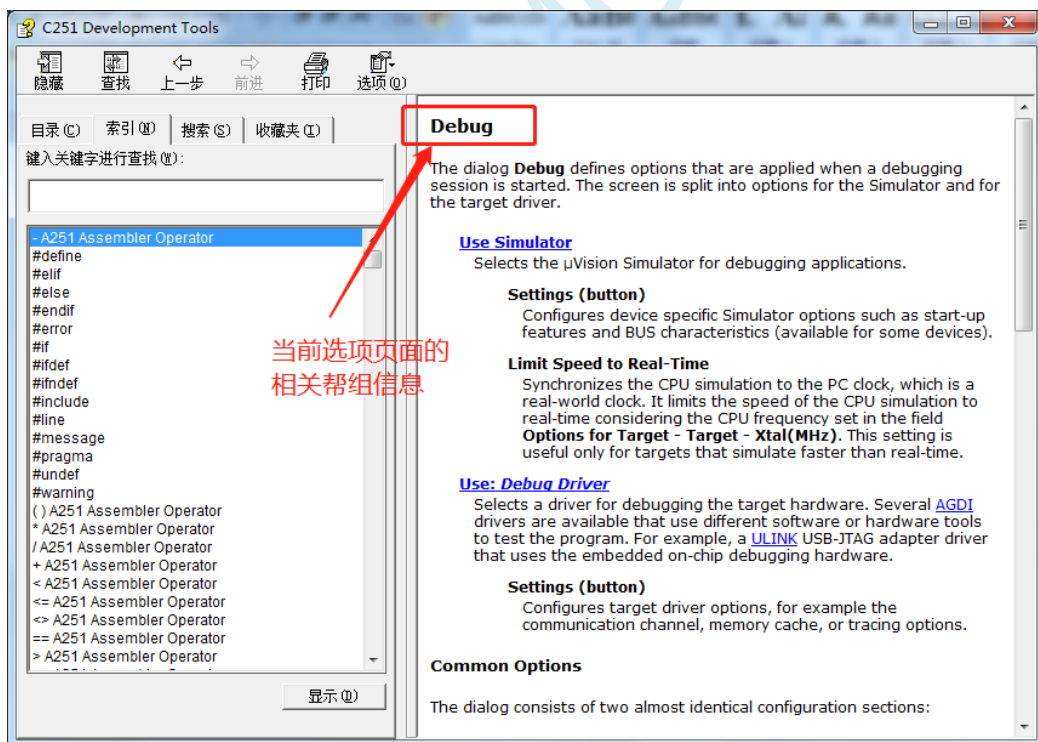 C251 Development Tools
隐藏 查找 上一步 前进 打印 选项(O)
目录(C) 索引(N) 搜索(S) 收藏夹(I)
键入关键字进行查找(W):
- A251 Assembler Operator
#define
#elif
#else
#endif
#error
#if
#ifdef
#ifndef
#include
#line
#message
#pragma
#undef
#warning
( ) A251 Assembler Operator
* A251 Assembler Operator
/ A251 Assembler Operator
+ A251 Assembler Operator
< A251 Assembler Operator
<= A251 Assembler Operator
<> A251 Assembler Operator
== A251 Assembler Operator
> A251 Assembler Operator
显示(D)
当前选项页面的
相关帮组信息
Debug
The dialog Debug defines options that are applied when a debugging
session is started. The screen is split into options for the Simulator and for
the target driver.
Use Simulator
Selects the µVision Simulator for debugging applications.
Settings (button)
Configures device specific Simulator options such as start-up
features and BUS characteristics (available for some devices).
Limit Speed to Real-Time
Synchronizes the CPU simulation to the PC clock, which is a
real-world clock. It limits the speed of the CPU simulation to
real-time considering the CPU frequency set in the field
Options for Target - Target - Xtal(MHz). This setting is
useful only for targets that simulate faster than real-time.
Use: Debug Driver
Selects a driver for debugging the target hardware. Several AGDI
drivers are available that use different software or hardware tools
to test the program. For example, a ULINK USB-JTAG adapter driver
that uses the embedded on-chip debugging hardware.
Settings (button)
Configures target driver options, for example the
communication channel, memory cache, or tracing options.
Common Options
The dialog consists of two almost identical configuration sections: